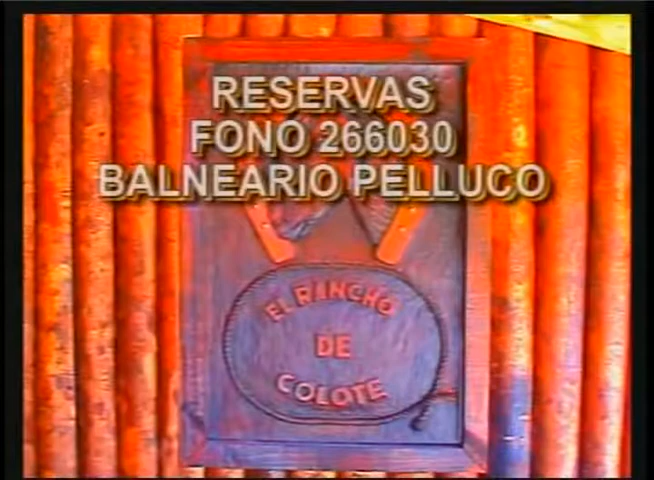 RESERVAS
FONO 266030
BALNEARIO PELLUCO
EL RANCHO
DE
COLOTE